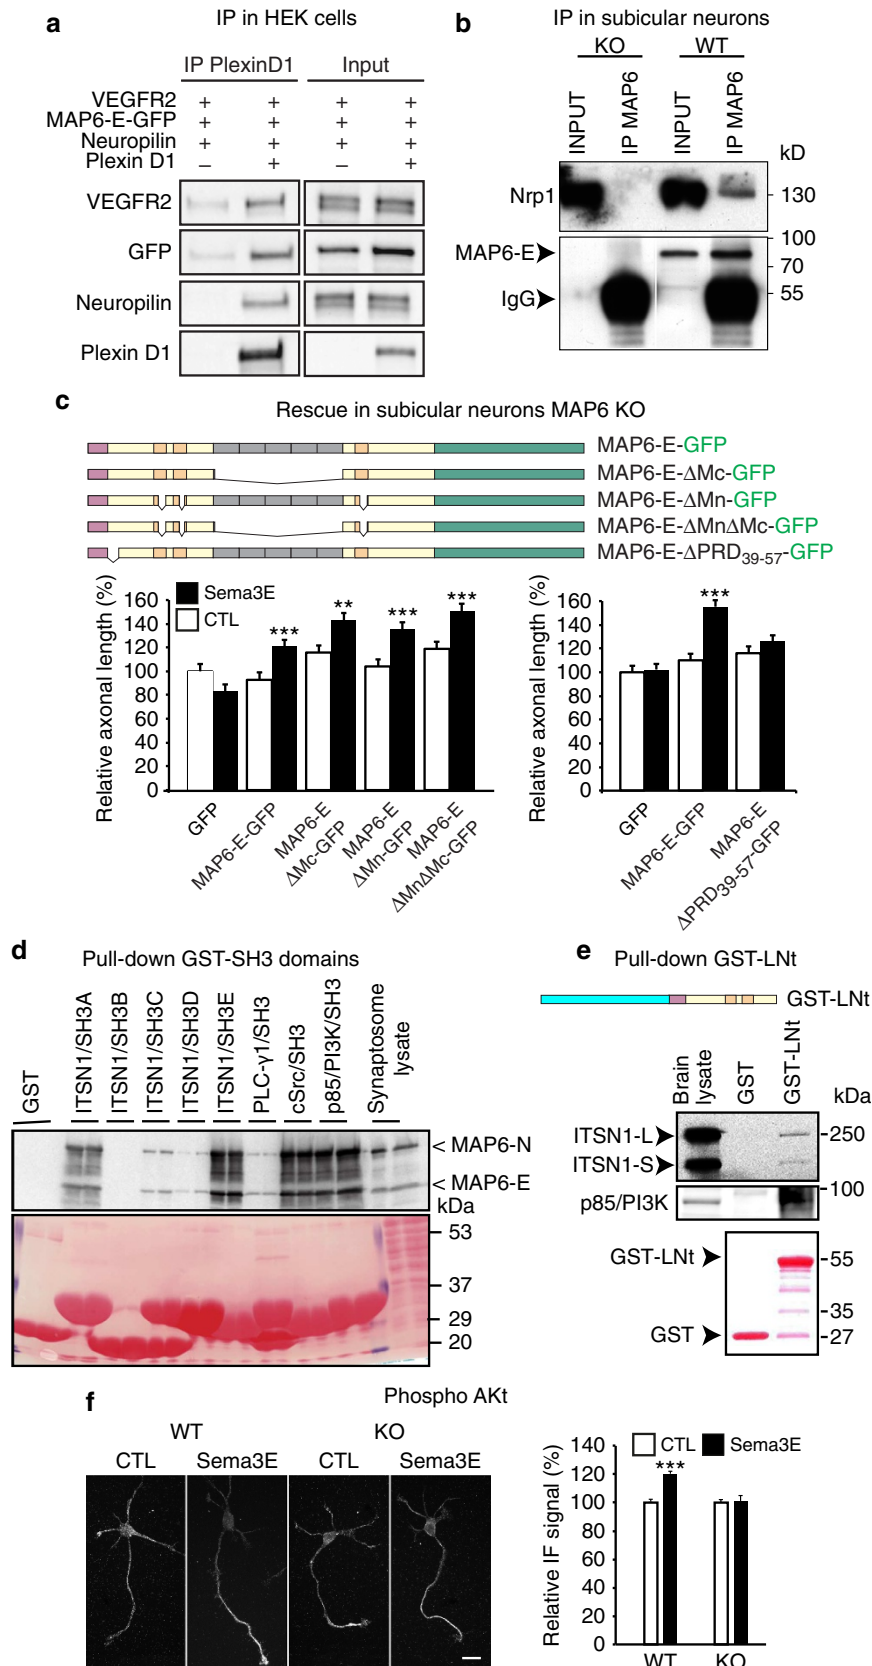 a
IP in HEK cells
IP PlexinD1 Input
VEGFR2 + + + +
MAP6-E-GFP + + + +
Neuropilin + + + +
Plexin D1 – + – +
VEGFR2
GFP
Neuropilin
Plexin D1
b
IP in subicular neurons
KO WT
INPUT
IP MAP6
INPUT
IP MAP6
kD
Nrp1
130
100
MAP6-E
70
IgG
55
c
Rescue in subicular neurons MAP6 KO
MAP6-E-GFP
MAP6-E-ΔMc-GFP
MAP6-E-ΔMn-GFP
MAP6-E-ΔMnΔMc-GFP
MAP6-E-ΔPRD39-57-GFP
Relative axonal length (%)
160
140
120
100
80
60
40
20
0
Sema3E
CTL
***
**
***
***
GFP
MAP6-E-GFP
MAP6-E
ΔMc-GFP
MAP6-E
ΔMn-GFP
MAP6-E
ΔMnΔMc-GFP
Relative axonal length (%)
160
140
120
100
80
60
40
20
0
***
GFP
MAP6-E-GFP
MAP6-E
ΔPRD39-57-GFP
d
Pull-down GST-SH3 domains
GST
ITSN1/SH3A
ITSN1/SH3B
ITSN1/SH3C
ITSN1/SH3D
ITSN1/SH3E
PLC-γ1/SH3
cSrc/SH3
p85/PI3K/SH3
Synaptosome
lysate
< MAP6-N
< MAP6-E
kDa
53
37
29
20
e
Pull-down GST-LNt
GST-LNt
Brain
lysate
GST
GST-LNt
kDa
ITSN1-L
250
ITSN1-S
100
p85/PI3K
GST-LNt
55
35
GST
27
f
Phospho AKt
WT KO
CTL Sema3E CTL Sema3E
Relative IF signal (%)
140
120
100
80
60
40
20
0
CTL Sema3E
***
WT KO